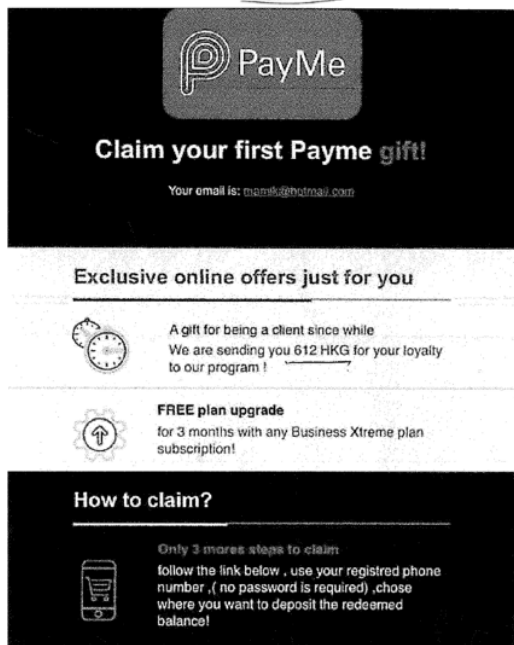 PayMe
Claim your first Payme gift!
Your email is: mamik@hotmail.com
Exclusive online offers just for you
A gift for being a client since while
We are sending you 612 HKG for your loyalty
to our program !
FREE plan upgrade
for 3 months with any Business Xtreme plan
subscription!
How to claim?
Only 3 mores steps to claim
follow the link below , use your registred phone
number ,( no password is required) ,chose
where you want to deposit the redeemed
balance!